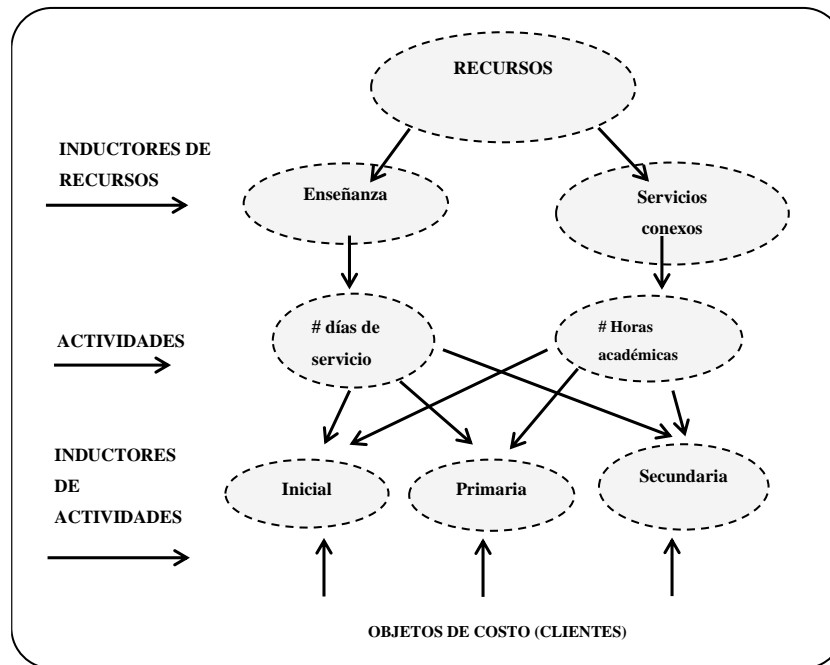 RECURSOS
INDUCTORES DE
RECURSOS
Enseñanza
Servicios
conexos
ACTIVIDADES
# días de
servicio
# Horas
académicas
INDUCTORES
DE
ACTIVIDADES
Inicial
Primaria
Secundaria
OBJETOS DE COSTO (CLIENTES)